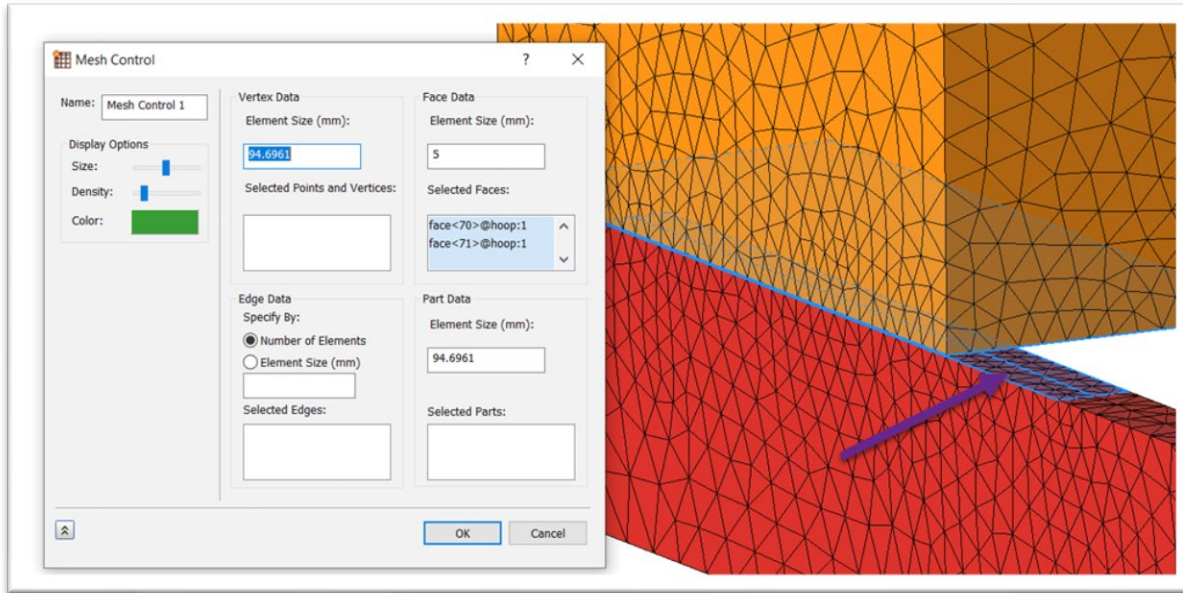 Mesh Control
?
Name:
Mesh Control 1
Display Options
Size:
Density:
Color:
Vertex Data
Element Size (mm):
94.6961
Selected Points and Vertices:
Face Data
Element Size (mm):
5
Selected Faces:
face<70>@hoop:1
face<71>@hoop:1
Edge Data
Specify By:
Number of Elements
Element Size (mm)
Selected Edges:
Part Data
Element Size (mm):
94.6961
Selected Parts:
OK
Cancel